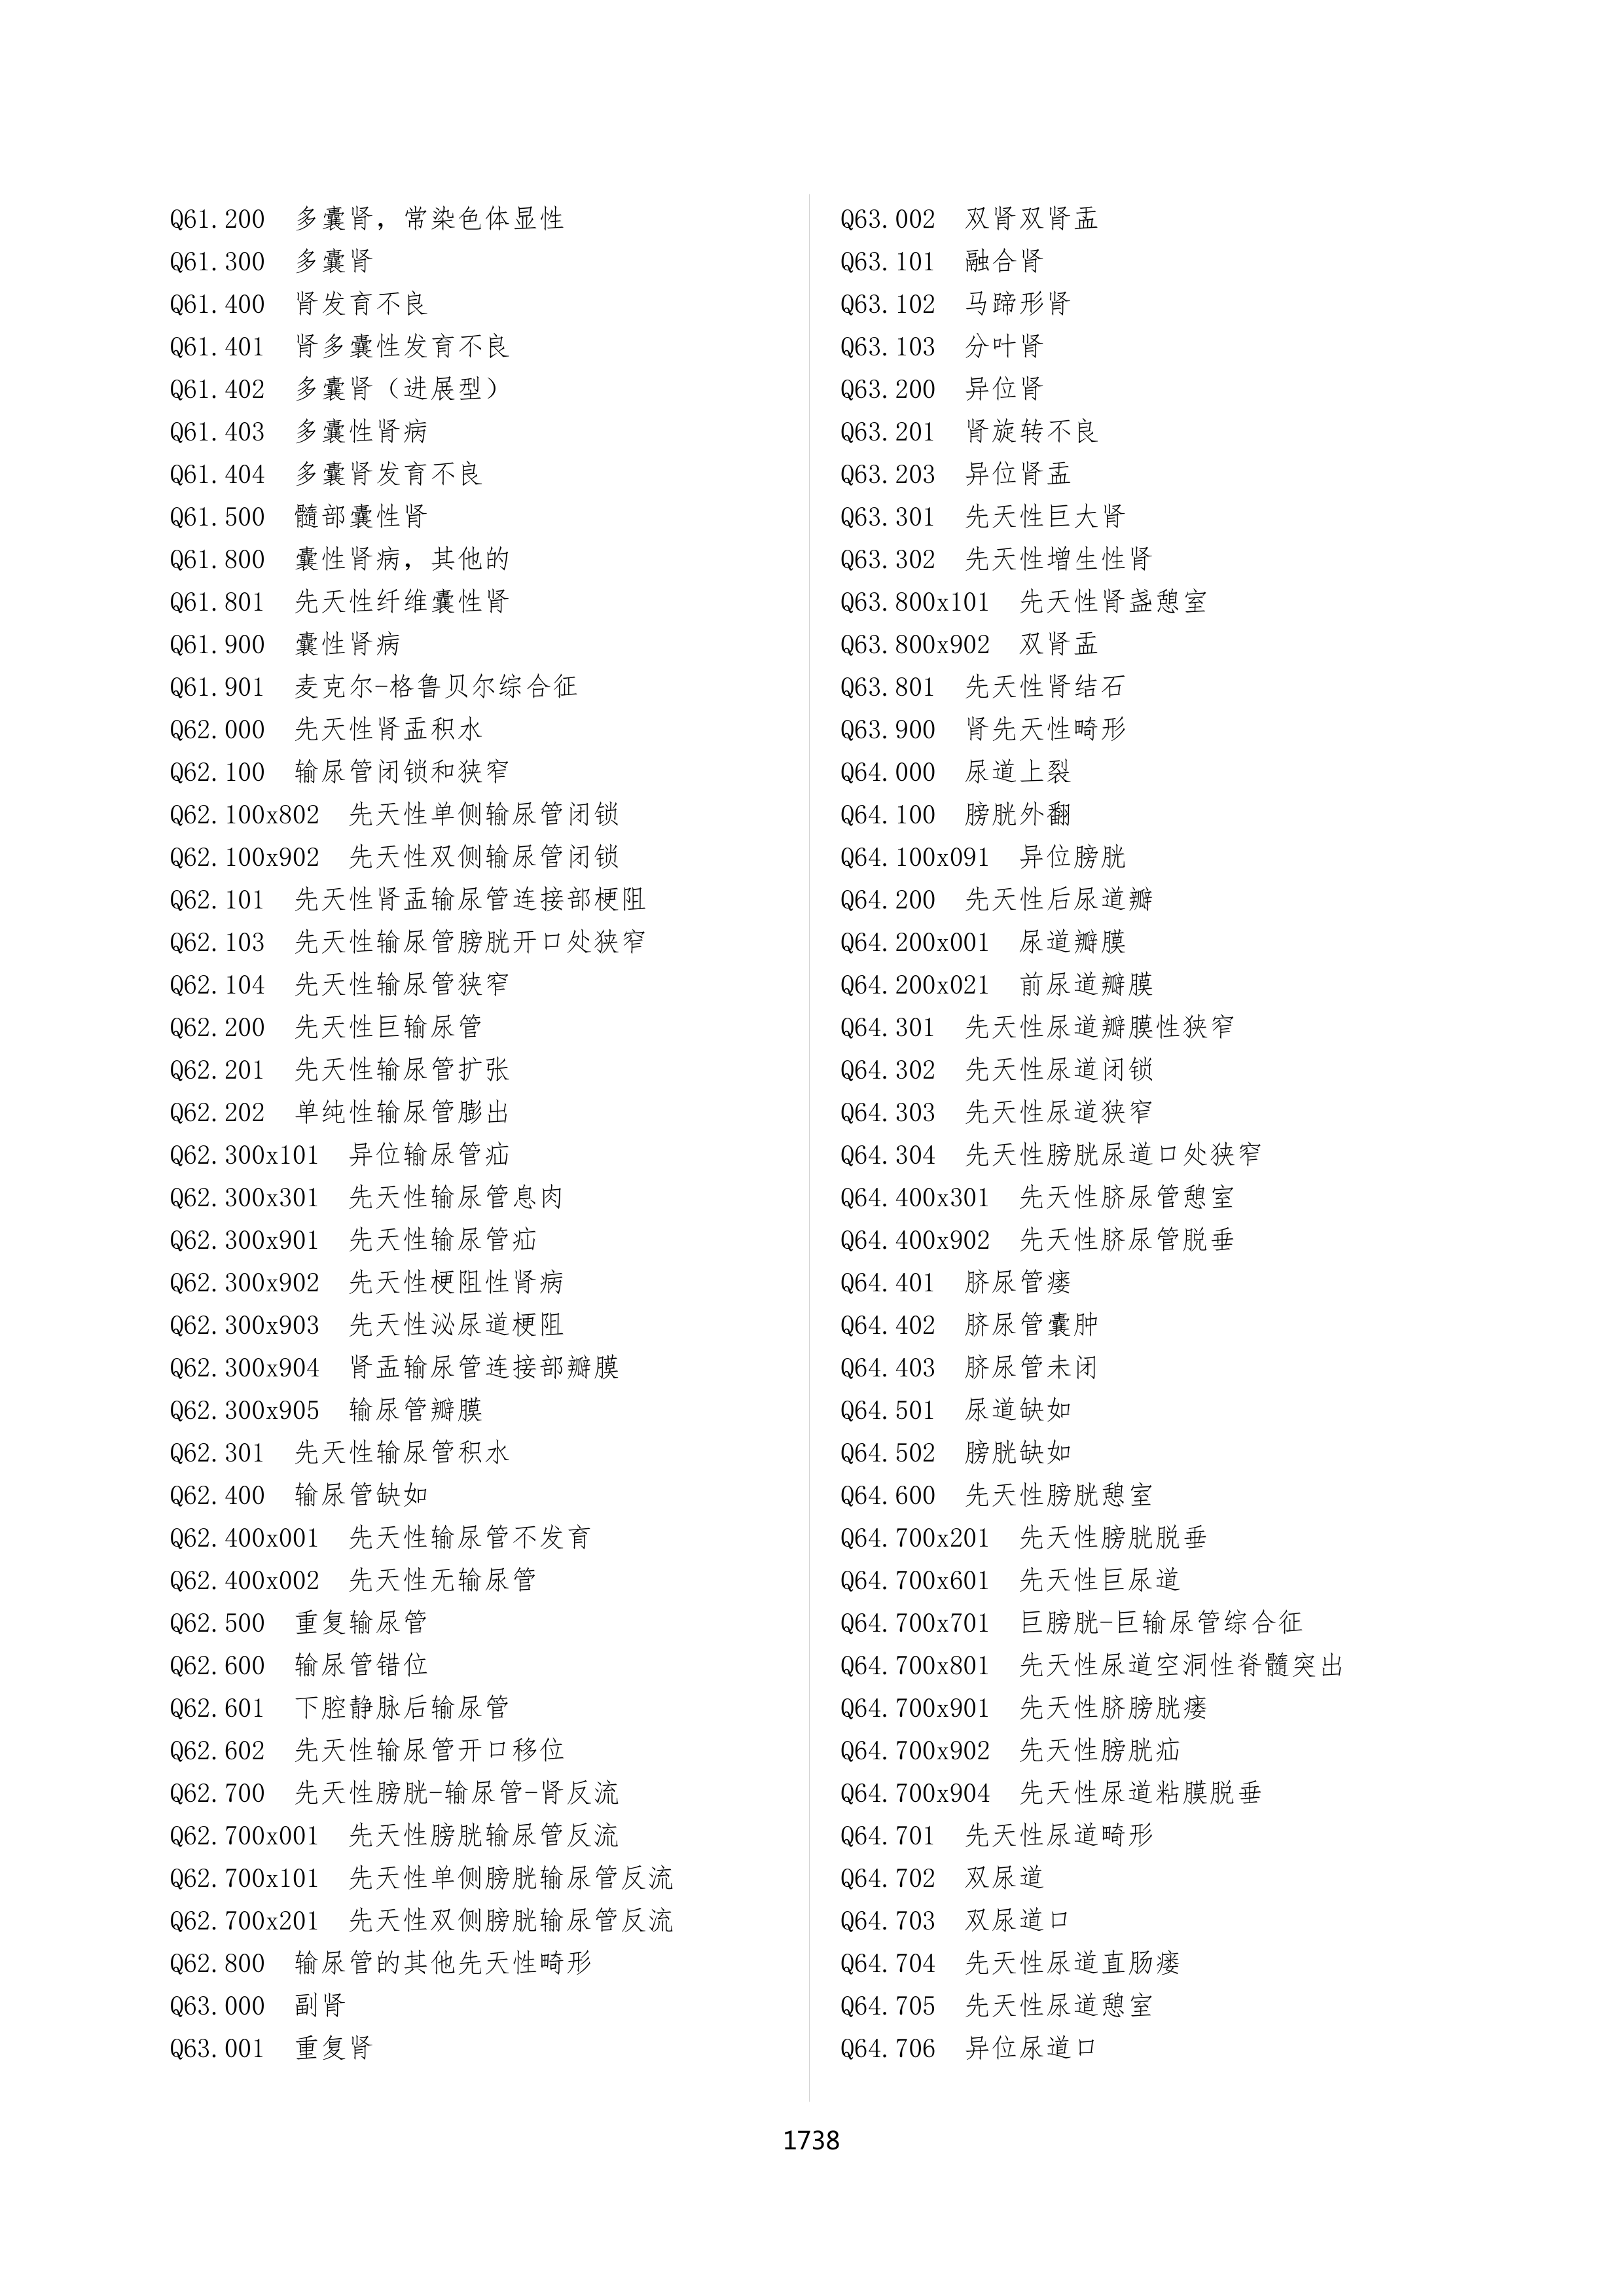 Q61.200 多囊肾，常染色体显性
Q61.300 多囊肾
Q61.400 肾发育不良
Q61.401 肾多囊性发育不良
Q61.402 多囊肾（进展型）
Q61.403 多囊性肾病
Q61.404 多囊肾发育不良
Q61.500 髓部囊性肾
Q61.800 囊性肾病，其他的
Q61.801 先天性纤维囊性肾
Q61.900 囊性肾病
Q61.901 麦克尔-格鲁贝尔综合征
Q62.000 先天性肾盂积水
Q62.100 输尿管闭锁和狭窄
Q62.100x802 先天性单侧输尿管闭锁
Q62.100x902 先天性双侧输尿管闭锁
Q62.101 先天性肾盂输尿管连接部梗阻
Q62.103 先天性输尿管膀胱开口处狭窄
Q62.104 先天性输尿管狭窄
Q62.200 先天性巨输尿管
Q62.201 先天性输尿管扩张
Q62.202 单纯性输尿管膨出
Q62.300x101 异位输尿管疝
Q62.300x301 先天性输尿管息肉
Q62.300x901 先天性输尿管疝
Q62.300x902 先天性梗阻性肾病
Q62.300x903 先天性泌尿道梗阻
Q62.300x904 肾盂输尿管连接部瓣膜
Q62.300x905 输尿管瓣膜
Q62.301 先天性输尿管积水
Q62.400 输尿管缺如
Q62.400x001 先天性输尿管不发育
Q62.400x002 先天性无输尿管
Q62.500 重复输尿管
Q62.600 输尿管错位
Q62.601 下腔静脉后输尿管
Q62.602 先天性输尿管开口移位
Q62.700 先天性膀胱-输尿管-肾反流
Q62.700x001 先天性膀胱输尿管反流
Q62.700x101 先天性单侧膀胱输尿管反流
Q62.700x201 先天性双侧膀胱输尿管反流
Q62.800 输尿管的其他先天性畸形
Q63.000 副肾
Q63.001 重复肾
Q63.002 双肾双肾盂
Q63.101 融合肾
Q63.102 马蹄形肾
Q63.103 分叶肾
Q63.200 异位肾
Q63.201 肾旋转不良
Q63.203 异位肾盂
Q63.301 先天性巨大肾
Q63.302 先天性增生性肾
Q63.800x101 先天性肾盏憩室
Q63.800x902 双肾盂
Q63.801 先天性肾结石
Q63.900 肾先天性畸形
Q64.000 尿道上裂
Q64.100 膀胱外翻
Q64.100x091 异位膀胱
Q64.200 先天性后尿道瓣
Q64.200x001 尿道瓣膜
Q64.200x021 前尿道瓣膜
Q64.301 先天性尿道瓣膜性狭窄
Q64.302 先天性尿道闭锁
Q64.303 先天性尿道狭窄
Q64.304 先天性膀胱尿道口处狭窄
Q64.400x301 先天性脐尿管憩室
Q64.400x902 先天性脐尿管脱垂
Q64.401 脐尿管瘘
Q64.402 脐尿管囊肿
Q64.403 脐尿管未闭
Q64.501 尿道缺如
Q64.502 膀胱缺如
Q64.600 先天性膀胱憩室
Q64.700x201 先天性膀胱脱垂
Q64.700x601 先天性巨尿道
Q64.700x701 巨膀胱-巨输尿管综合征
Q64.700x801 先天性尿道空洞性脊髓突出
Q64.700x901 先天性脐膀胱瘘
Q64.700x902 先天性膀胱疝
Q64.700x904 先天性尿道粘膜脱垂
Q64.701 先天性尿道畸形
Q64.702 双尿道
Q64.703 双尿道口
Q64.704 先天性尿道直肠瘘
Q64.705 先天性尿道憩室
Q64.706 异位尿道口
1738